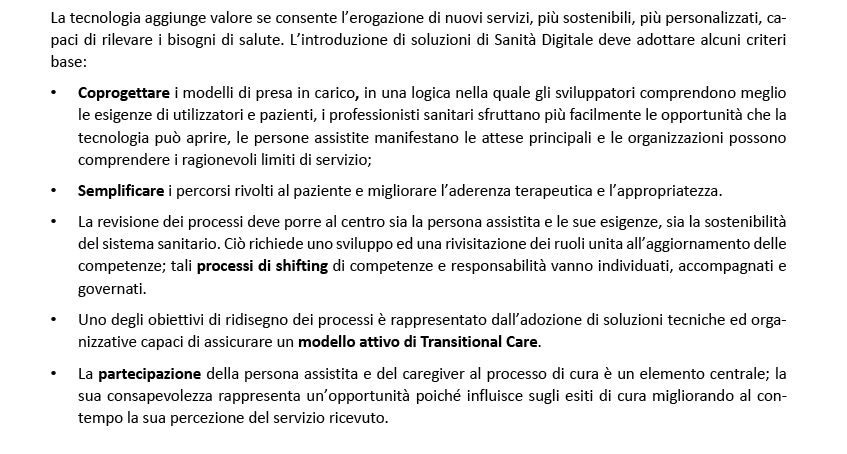 La tecnologia aggiunge valore se consente l’erogazione di nuovi servizi, più sostenibili, più personalizzati, ca-
paci di rilevare i bisogni di salute. L’introduzione di soluzioni di Sanità Digitale deve adottare alcuni criteri
base:
• Coprogettare i modelli di presa in carico, in una logica nella quale gli sviluppatori comprendono meglio
le esigenze di utilizzatori e pazienti, i professionisti sanitari sfruttano più facilmente le opportunità che la
tecnologia può aprire, le persone assistite manifestano le attese principali e le organizzazioni possono
comprendere i ragionevoli limiti di servizio;
• Semplificare i percorsi rivolti al paziente e migliorare l’aderenza terapeutica e l’appropriatezza.
• La revisione dei processi deve porre al centro sia la persona assistita e le sue esigenze, sia la sostenibilità
del sistema sanitario. Ciò richiede uno sviluppo ed una rivisitazione dei ruoli unita all’aggiornamento delle
competenze; tali processi di shifting di competenze e responsabilità vanno individuati, accompagnati e
governati.
• Uno degli obiettivi di ridisegno dei processi è rappresentato dall’adozione di soluzioni tecniche ed orga-
nizzative capaci di assicurare un modello attivo di Transitional Care.
• La partecipazione della persona assistita e del caregiver al processo di cura è un elemento centrale; la
sua consapevolezza rappresenta un’opportunità poiché influisce sugli esiti di cura migliorando al con-
tempo la sua percezione del servizio ricevuto.